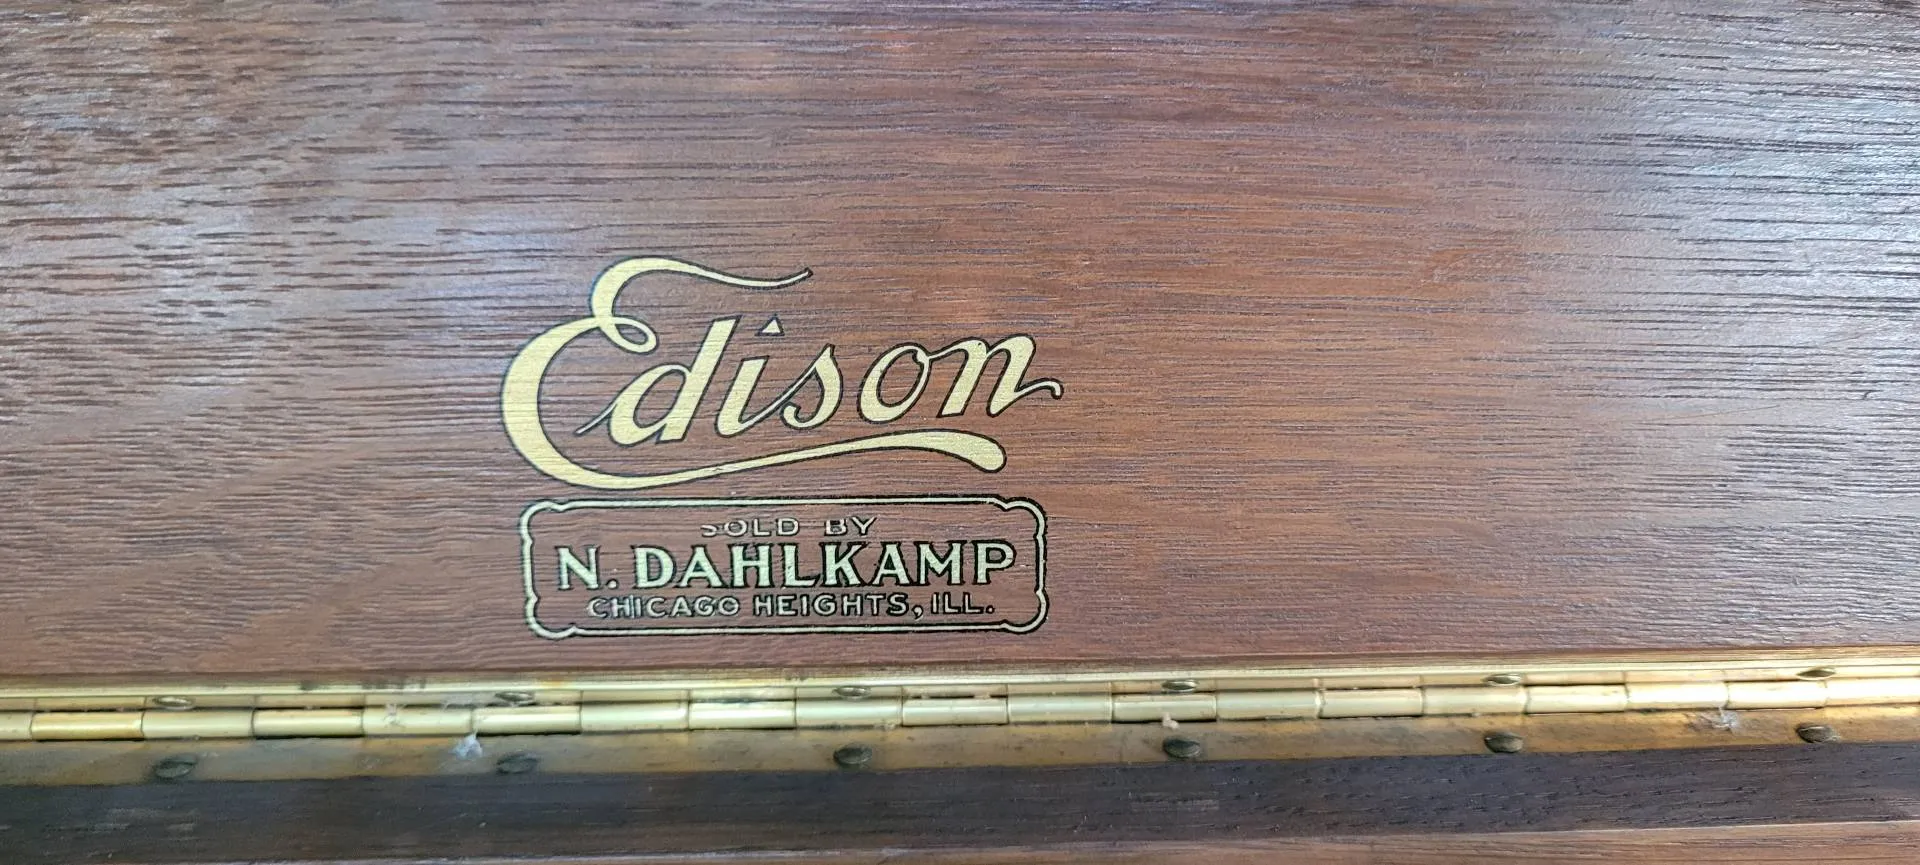 Edison
SOLD BY
N. DAHLKAMP
CHICAGO HEIGHTS, ILL.